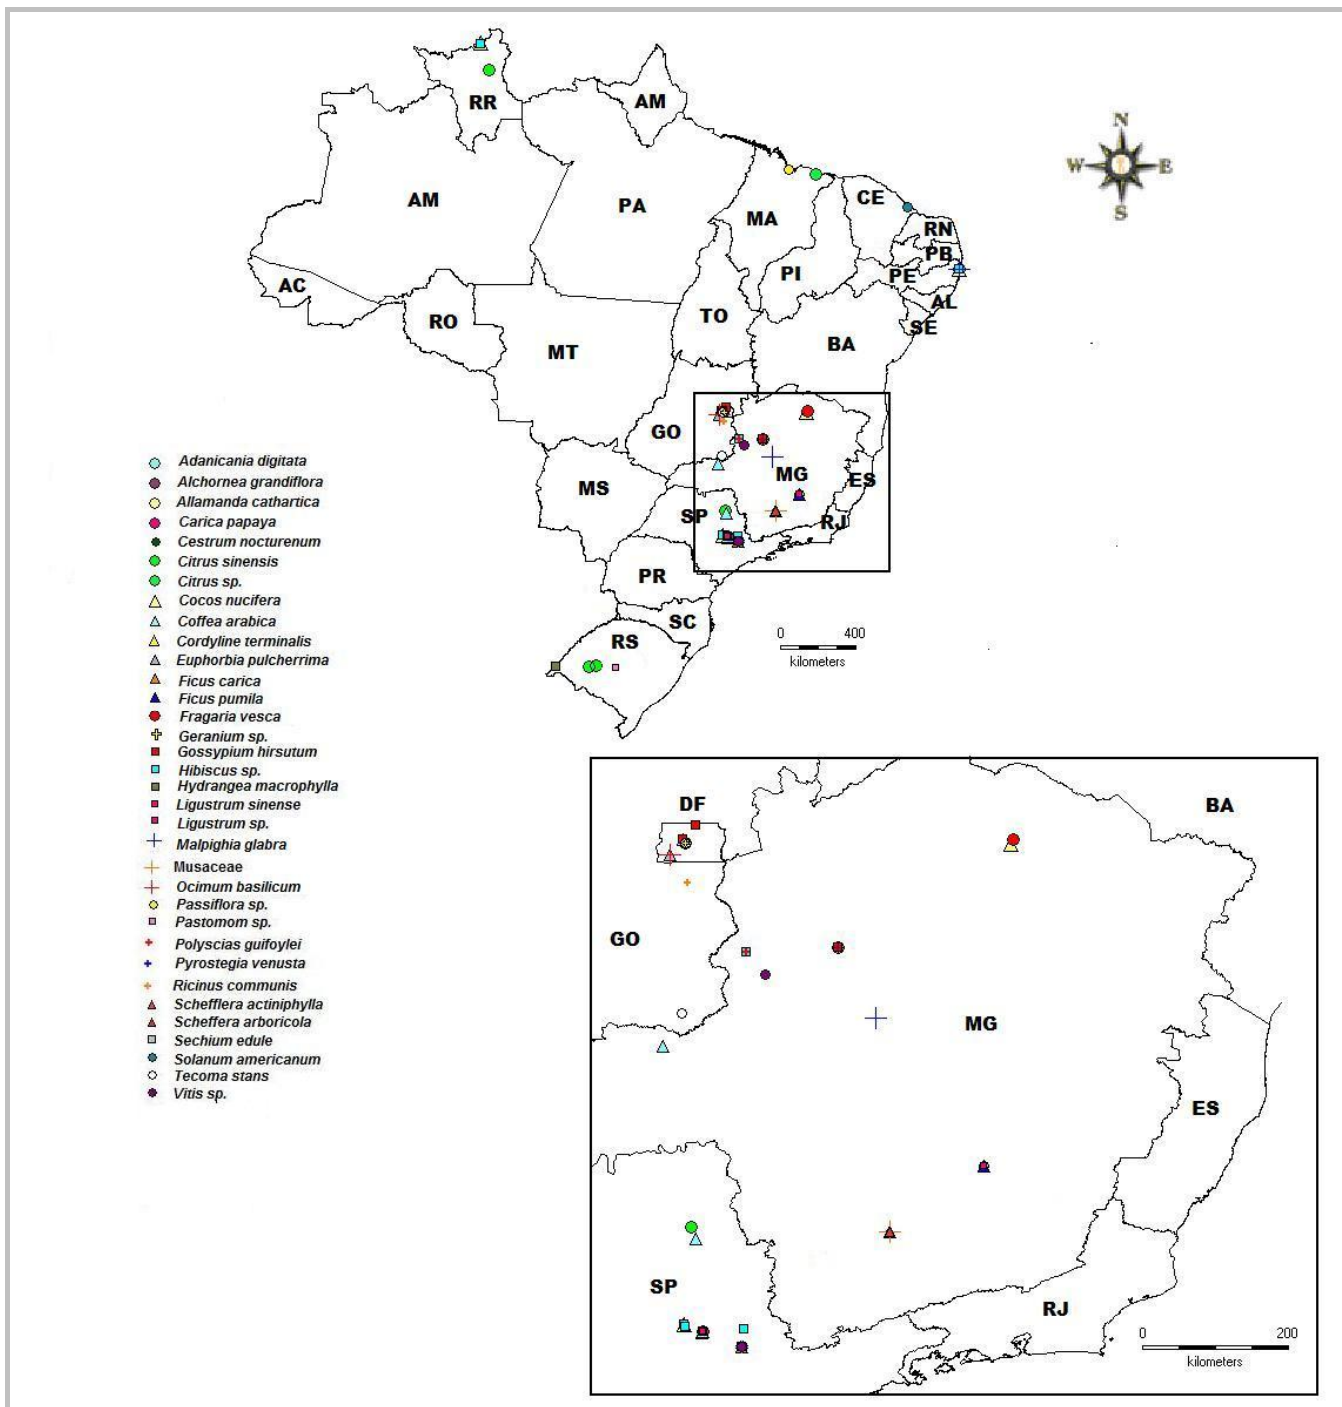 N
W E
S
RR
AM
AM
PA
MA
CE
RN
PB
PE
PI
AL
SE
AC
RO
TO
MT
BA
GO
MG
ES
MS
SP
RJ
PR
SC
RS
0 400
kilometers
Adanicania digitata
Alchornea grandiflora
Allamanda cathartica
Carica papaya
Cestrum nocturenum
Citrus sinensis
Citrus sp.
Cocos nucifera
Coffea arabica
Cordyline terminalis
Euphorbia pulcherrima
Ficus carica
Ficus pumila
Fragaria vesca
Geranium sp.
Gossypium hirsutum
Hibiscus sp.
Hydrangea macrophylla
Ligustrum sinense
Ligustrum sp.
Malpighia glabra
Musaceae
Ocimum basilicum
Passiflora sp.
Pastomom sp.
Polyscias guifoylei
Pyrostegia venusta
Ricinus communis
Schefflera actiniphylla
Scheffera arboricola
Sechium edule
Solanum americanum
Tecoma stans
Vitis sp.
DF
BA
GO
MG
ES
SP
RJ
0 200
kilometers